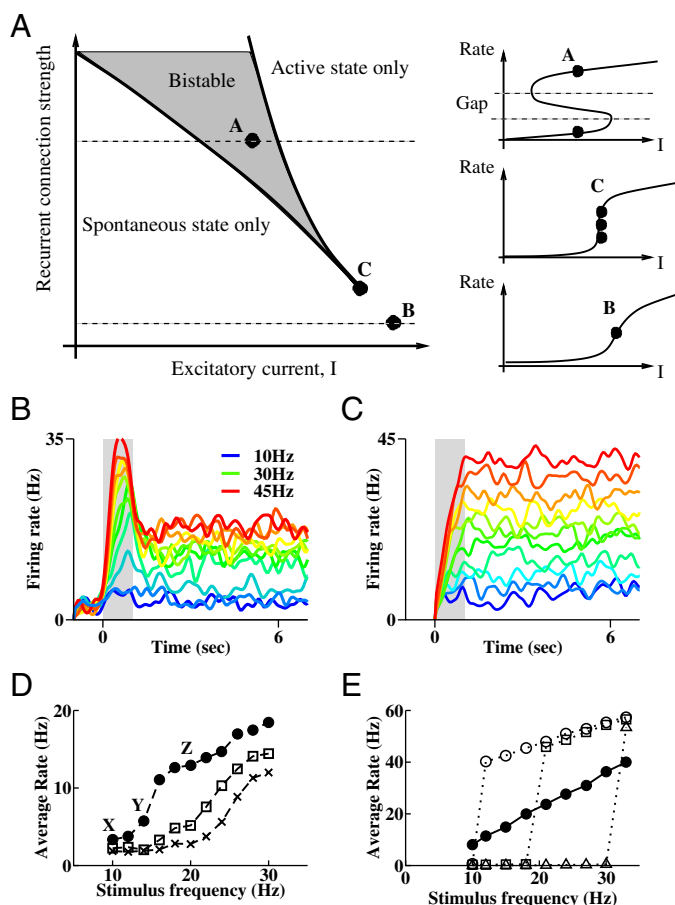 A
Recurrent connection strength
Bistable
Active state only
A
Spontaneous state only
C
B
Excitatory current, I
Rate
A
Gap
I
Rate
C
I
Rate
B
I
B
35
Firing rate (Hz)
10Hz
30Hz
45Hz
0
0
6
Time (sec)
C
45
Firing rate (Hz)
0
0
6
Time (sec)
D
20
Average Rate (Hz)
Z
10
X
Y
0
10
20
30
Stimulus frequency (Hz)
E
60
Average Rate (Hz)
40
20
0
0
10
20
30
Stimulus frequency (Hz)